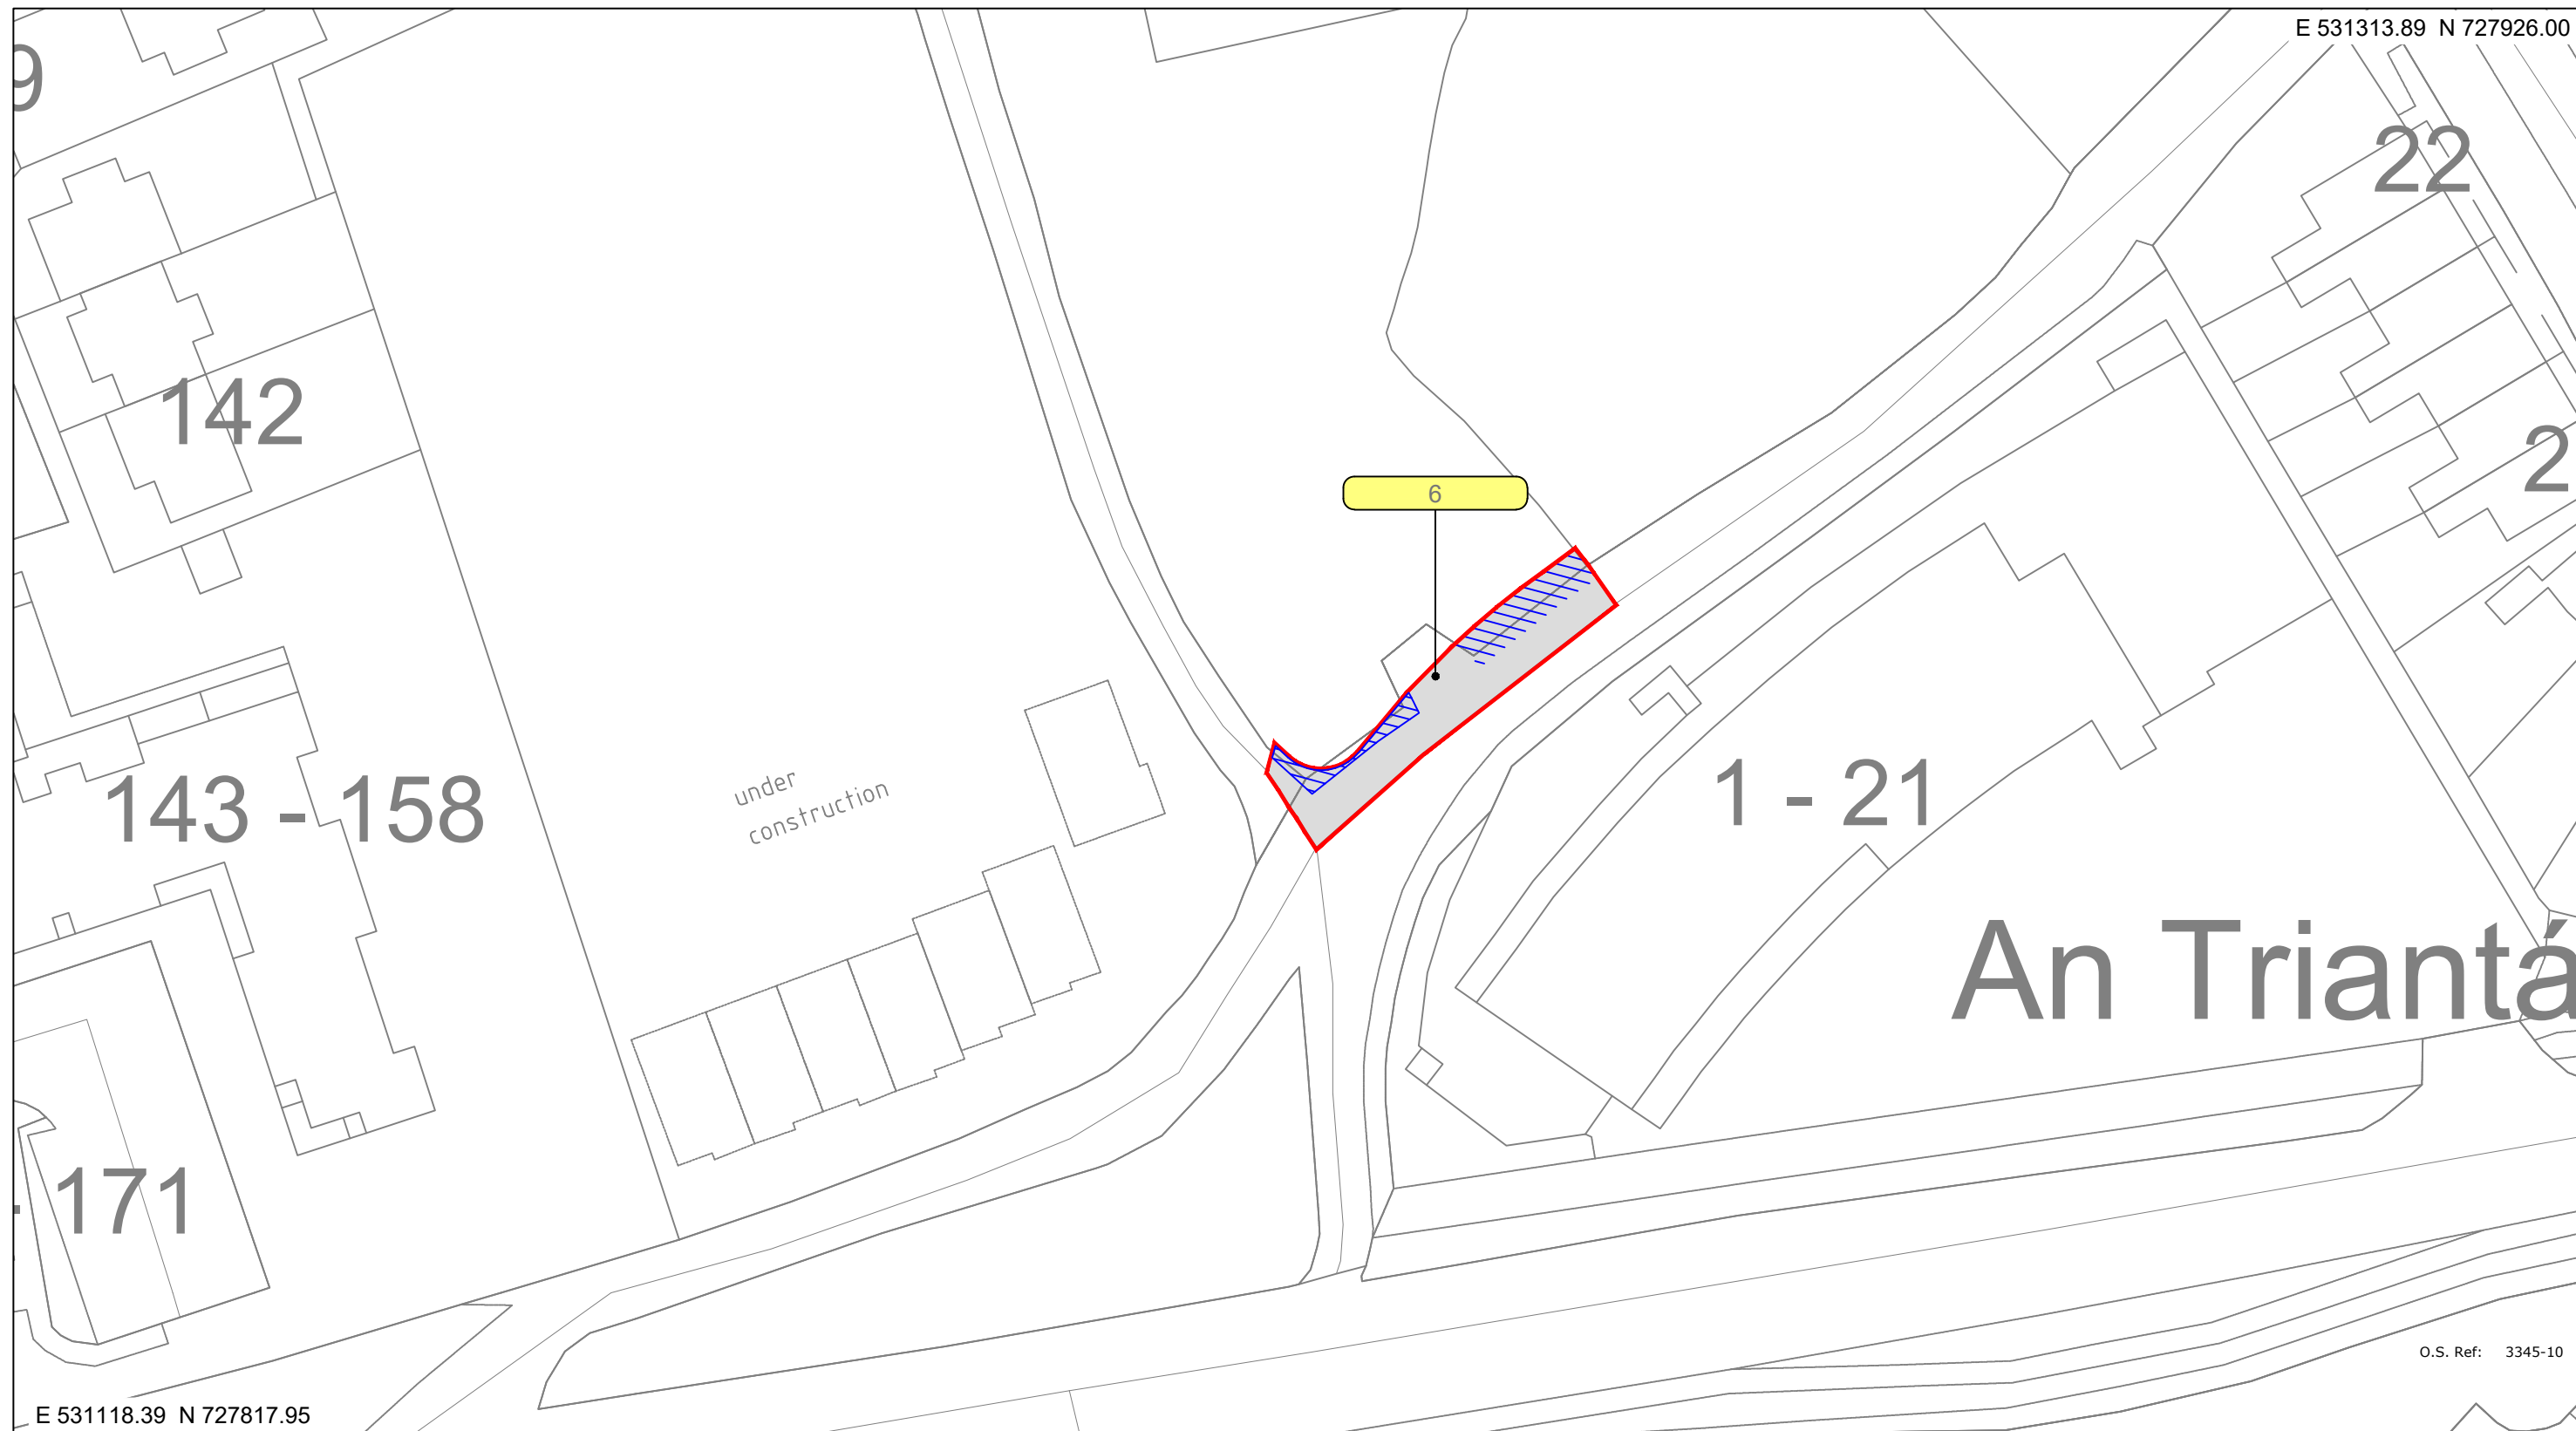 E 531313.89 N 727926.00
9
22
142
2
6
under
construction
143 - 158
1 - 21
An Triantá
- 171
O.S. Ref: 3345-10
E 531118.39 N 727817.95